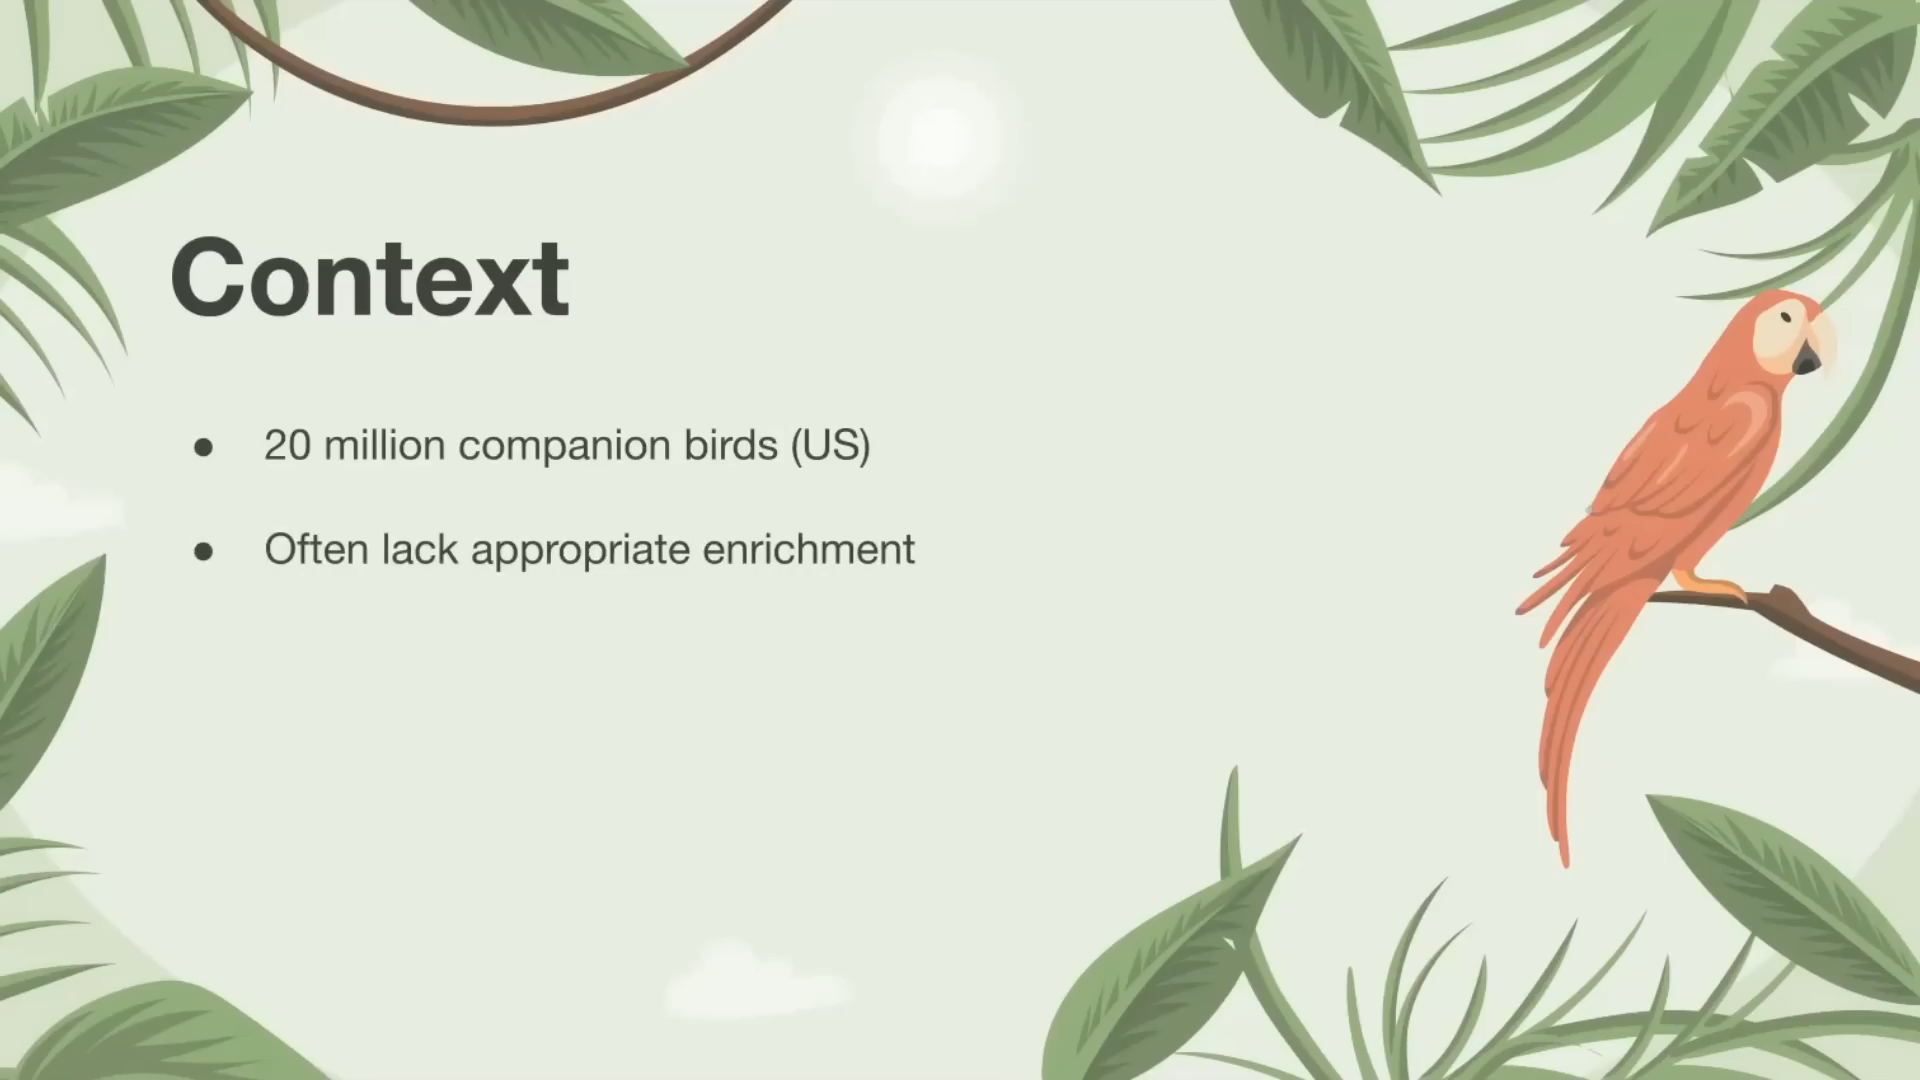 Context
● 20 million companion birds (US)
● Often lack appropriate enrichment